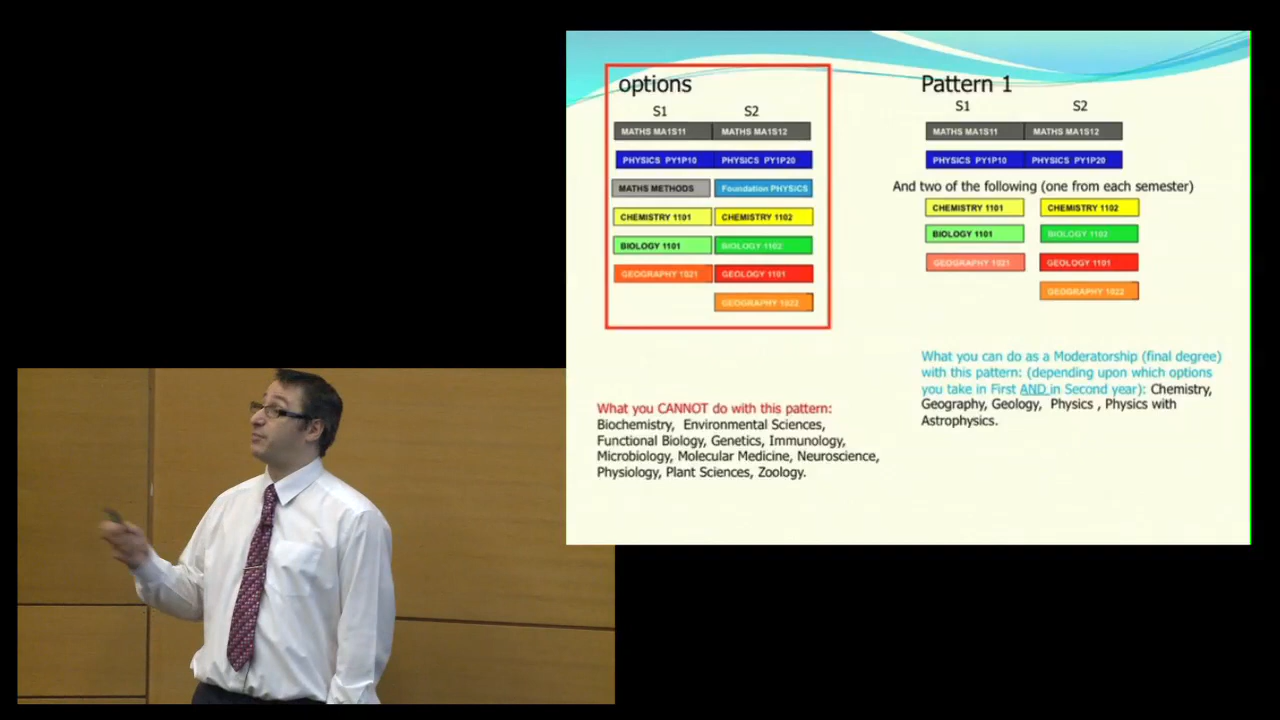 options
S1 S2
MATHS MA1S11 MATHS MA1S12
PHYSICS PY1P10 PHYSICS PY1P20
MATHS METHODS Foundation PHYSICS
CHEMISTRY 1101 CHEMISTRY 1102
BIOLOGY 1101 BIOLOGY 1102
GEOGRAPHY 1021 GEOLOGY 1101
GEOGRAPHY 1022
What you CANNOT do with this pattern:
Biochemistry, Environmental Sciences,
Functional Biology, Genetics, Immunology,
Microbiology, Molecular Medicine, Neuroscience,
Physiology, Plant Sciences, Zoology.
Pattern 1
S1 S2
MATHS MA1S11 MATHS MA1S12
PHYSICS PY1P10 PHYSICS PY1P20
And two of the following (one from each semester)
CHEMISTRY 1101 CHEMISTRY 1102
BIOLOGY 1101 BIOLOGY 1102
GEOGRAPHY 1021 GEOLOGY 1101
GEOGRAPHY 1022
What you can do as a Moderatorship (final degree)
with this pattern: (depending upon which options
you take in First AND in Second year): Chemistry,
Geography, Geology, Physics , Physics with
Astrophysics.